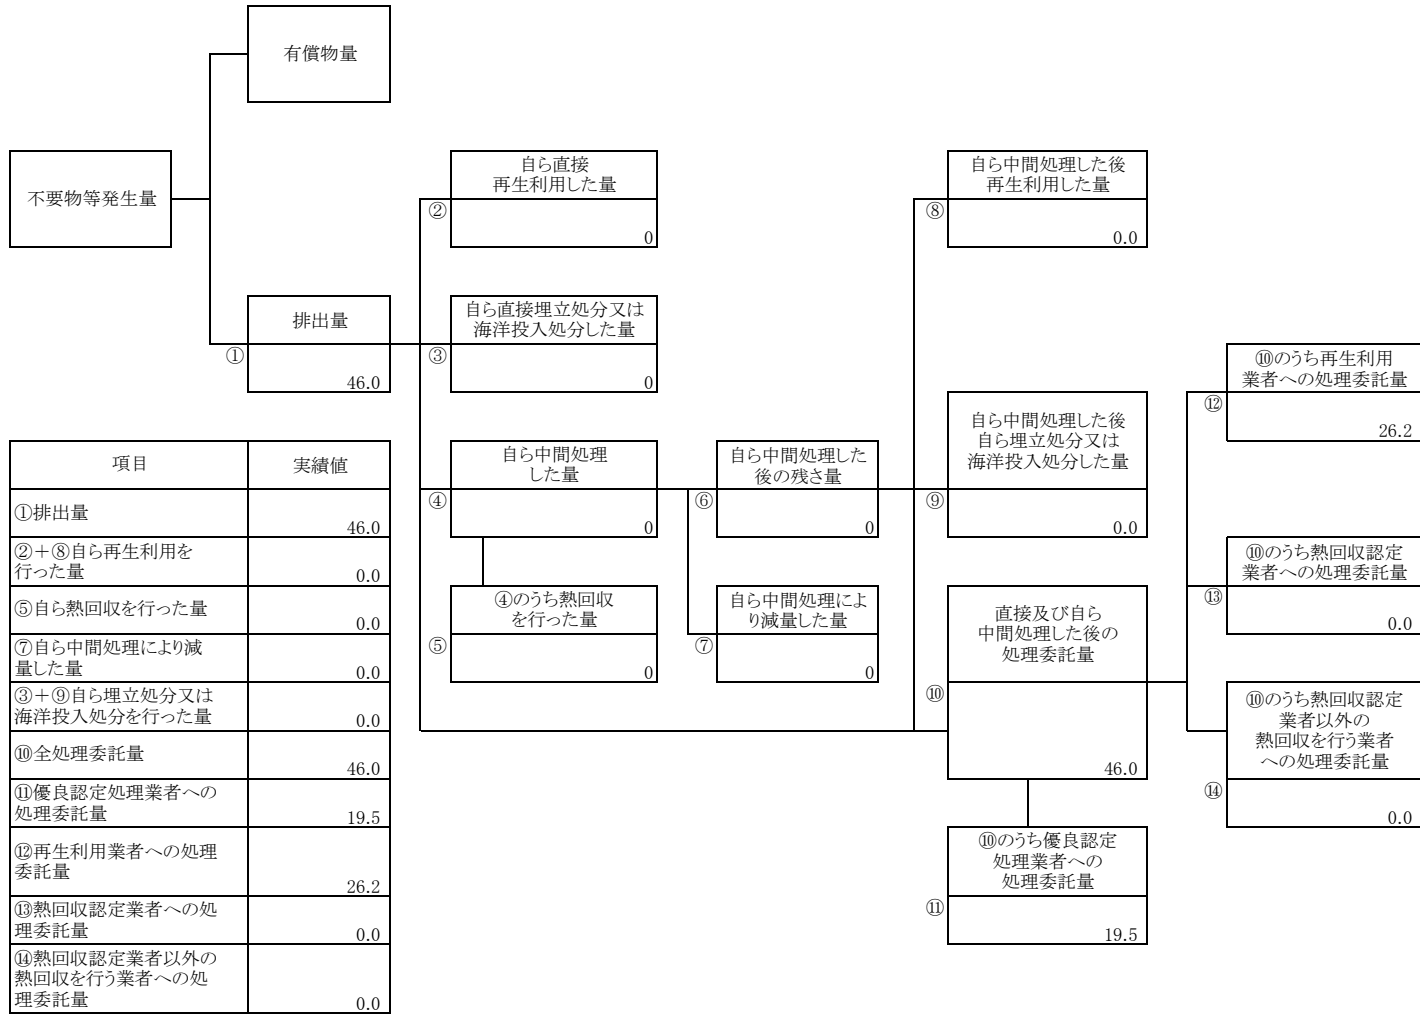 有償物量
不要物等発生量
①
排出量
46.0
②
自ら直接
再生利用した量
0
③
自ら直接埋立処分又は
海洋投入処分した量
0
④
自ら中間処理
した量
0
⑤
④のうち熱回収
を行った量
0
⑥
自ら中間処理した
後の残さ量
0
⑦
自ら中間処理によ
り減量した量
0
⑧
自ら中間処理した後
再生利用した量
0.0
⑨
自ら中間処理した後
自ら埋立処分又は
海洋投入処分した量
0.0
⑩
直接及び自ら
中間処理した後の
処理委託量
46.0
⑪
⑩のうち優良認定
処理業者への
処理委託量
19.5
⑫
⑩のうち再生利用
業者への処理委託量
26.2
⑬
⑩のうち熱回収認定
業者への処理委託量
0.0
⑭
⑩のうち熱回収認定
業者以外の
熱回収を行う業者
への処理委託量
0.0
項目 実績値
①排出量
46.0
②＋⑧自ら再生利用を
行った量 0.0
⑤自ら熱回収を行った量 0.0
⑦自ら中間処理により減
量した量 0.0
③＋⑨自ら埋立処分又は
海洋投入処分を行った量 0.0
⑩全処理委託量
46.0
⑪優良認定処理業者への
処理委託量 19.5
⑫再生利用業者への処理
委託量 26.2
⑬熱回収認定業者への処
理委託量 0.0
⑭熱回収認定業者以外の
熱回収を行う業者への処
理委託量 0.0